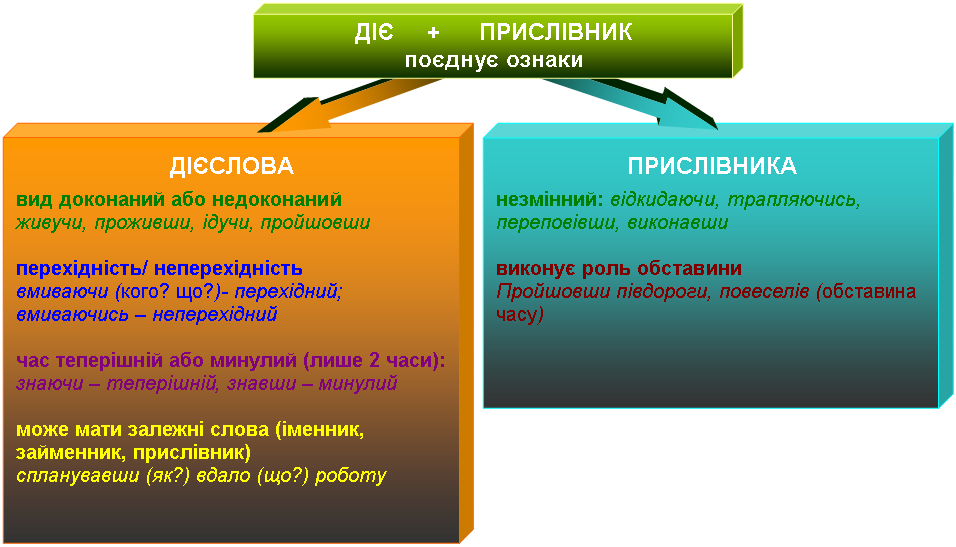 ДІЄ + ПРИСЛІВНИК
поєднує ознаки
ДІЄСЛОВА
вид доконаний або недоконаний
живучи, проживши, ідучи, пройшовши
перехідність/ неперехідність
вмиваючи (кого? що?)- перехідний;
вмиваючись – неперехідний
час теперішній або минулий (лише 2 часи):
знаючи – теперішній, знавши – минулий
може мати залежні слова (іменник,
займенник, прислівник)
спланувавши (як?) вдало (що?) роботу
ПРИСЛІВНИКА
незмінний: відкидаючи, трапляючись,
переповівши, виконавши
виконує роль обставини
Пройшовши півдороги, повеселів (обставина
часу)